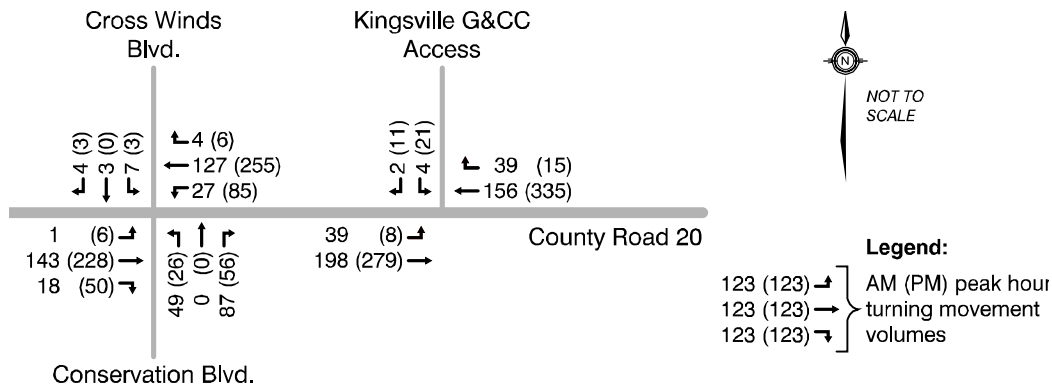 Cross Winds
Blvd.
Kingsville G&CC
Access
N
NOT TO
SCALE
4 (3)
3 (0)
7 (3)
4 (6)
127 (255)
27 (85)
2 (11)
4 (21)
39 (15)
156 (335)
1 (6)
143 (228)
18 (50)
49 (26)
0 (0)
87 (56)
39 (8)
198 (279)
County Road 20
Legend:
123 (123) AM (PM) peak hour
123 (123) turning movement
123 (123) volumes
Conservation Blvd.